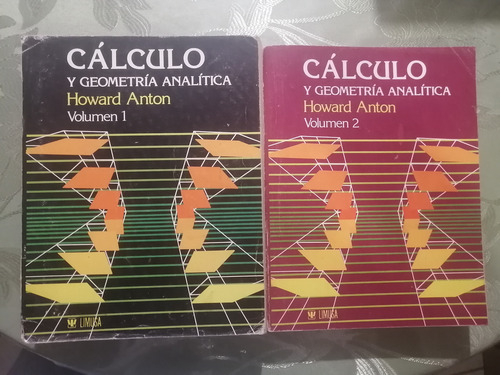 CÁLCULO
Y GEOMETRÍA ANALÍTICA
Howard Anton
Volumen 1
LIMUSA
CÁLCULO
Y GEOMETRÍA ANALÍTICA
Howard Anton
Volumen 2
LIMUSA